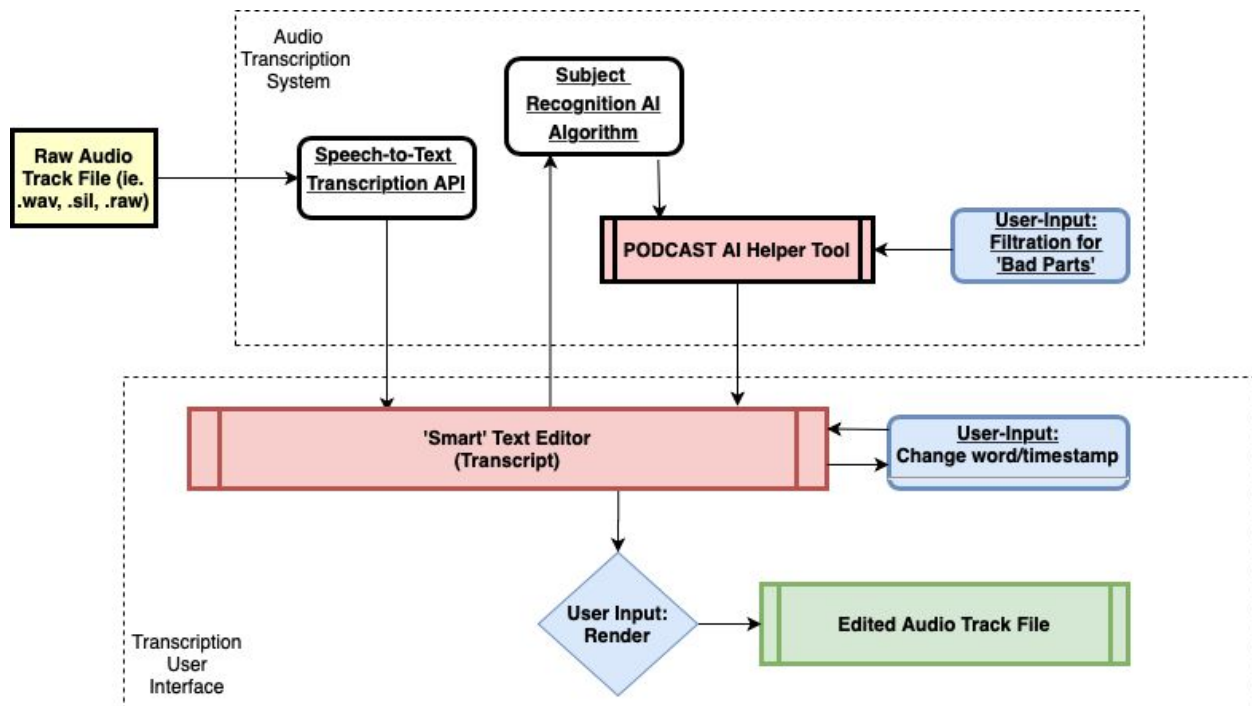 Audio
Transcription
System
Subject
Recognition AI
Algorithm
Raw Audio
Track File (ie.
.wav, .sil, .raw)
Speech-to-Text
Transcription API
PODCAST AI Helper Tool
User-Input:
Filtration for
'Bad Parts'
'Smart' Text Editor
(Transcript)
User-Input:
Change word/timestamp
User Input:
Render
Edited Audio Track File
Transcription
User
Interface